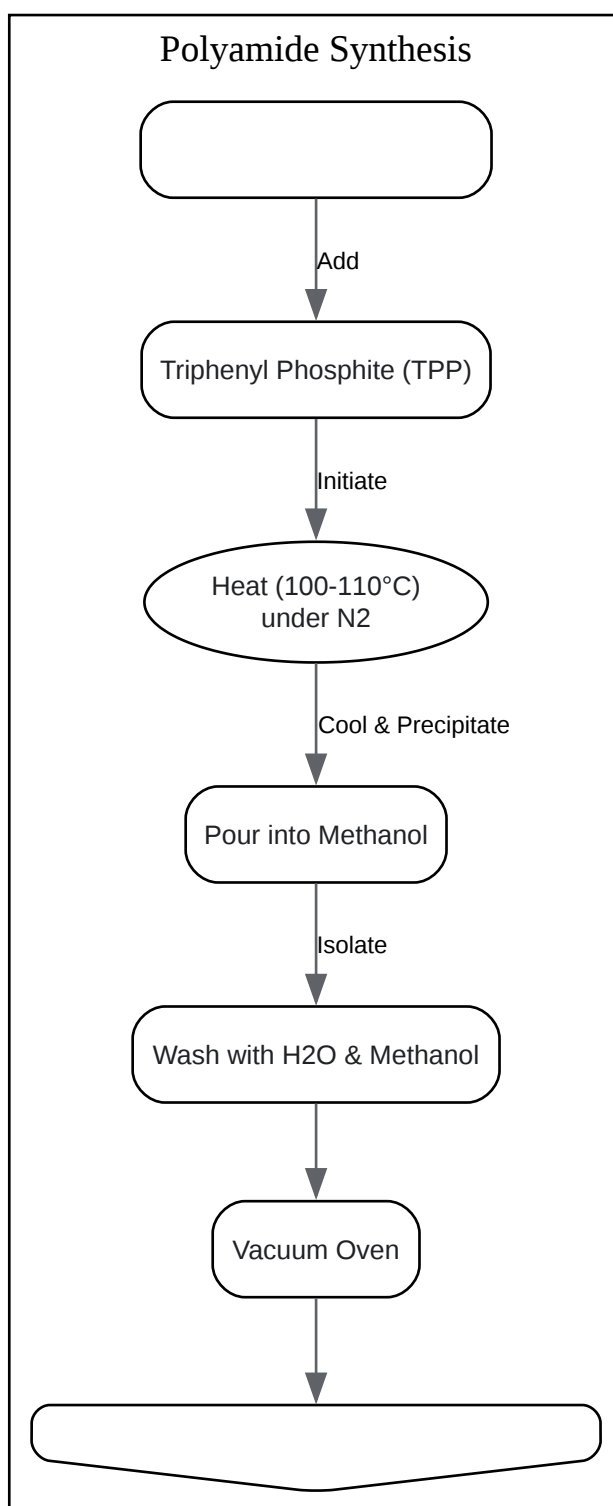 Polyamide Synthesis
Add
Triphenyl Phosphite (TPP)
Initiate
Heat (100-110°C)
under N2
Cool & Precipitate
Pour into Methanol
Isolate
Wash with H2O & Methanol
Vacuum Oven